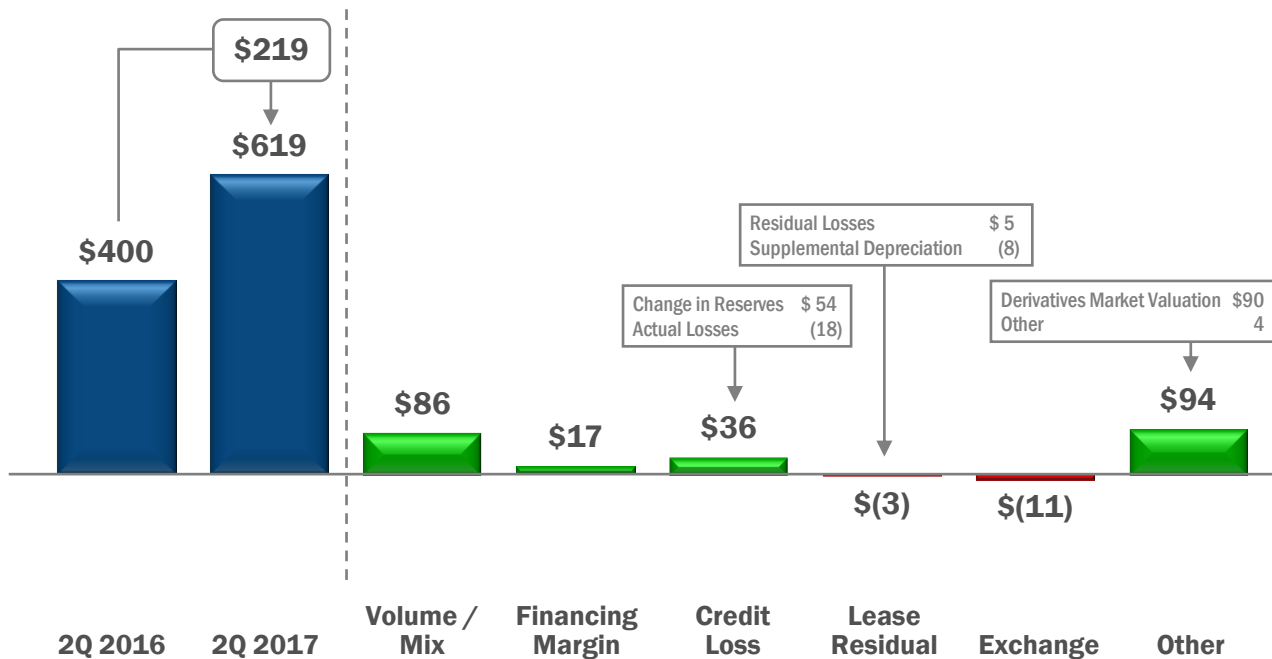 $219
$619
$400
Residual Losses $ 5
Supplemental Depreciation (8)
Change in Reserves $ 54
Actual Losses (18)
Derivatives Market Valuation $90
Other 4
$86
$17
$36
$94
$(3)
$(11)
2Q 2016
2Q 2017
Volume /
Mix
Financing
Margin
Credit
Loss
Lease
Residual
Exchange
Other